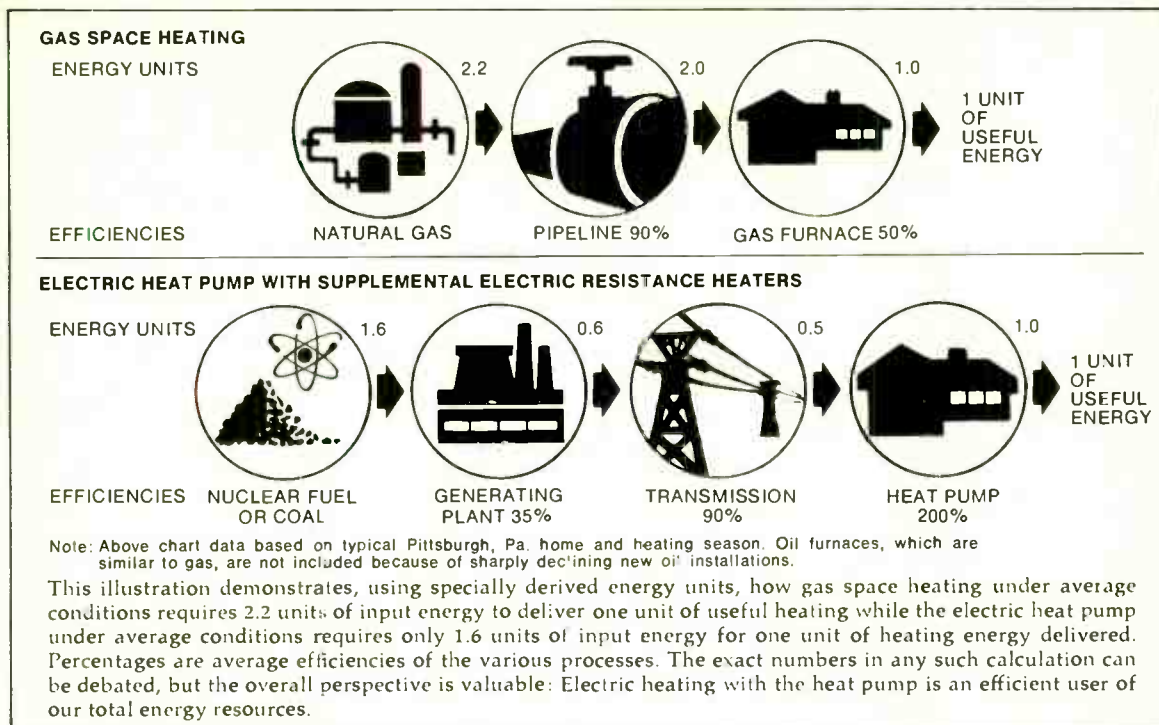 GAS SPACE HEATING
ENERGY UNITS
2.2
2.0
1.0
1 UNIT
OF
USEFUL
ENERGY
EFFICIENCIES
NATURAL GAS
PIPELINE 90%
GAS FURNACE 50%
ELECTRIC HEAT PUMP WITH SUPPLEMENTAL ELECTRIC RESISTANCE HEATERS
ENERGY UNITS
1.6
0.6
0.5
1.0
1 UNIT
OF
USEFUL
ENERGY
EFFICIENCIES
NUCLEAR FUEL
OR COAL
GENERATING
PLANT 35%
TRANSMISSION
90%
HEAT PUMP
200%
Note: Above chart data based on typical Pittsburgh, Pa. home and heating season. Oil furnaces, which are
similar to gas, are not included because of sharply declining new oil installations.
This illustration demonstrates, using specially derived energy units, how gas space heating under average
conditions requires 2.2 units of input energy to deliver one unit of useful heating while the electric heat pump
under average conditions requires only 1.6 units of input energy for one unit of heating energy delivered.
Percentages are average efficiencies of the various processes. The exact numbers in any such calculation can
be debated, but the overall perspective is valuable: Electric heating with the heat pump is an efficient user of
our total energy resources.